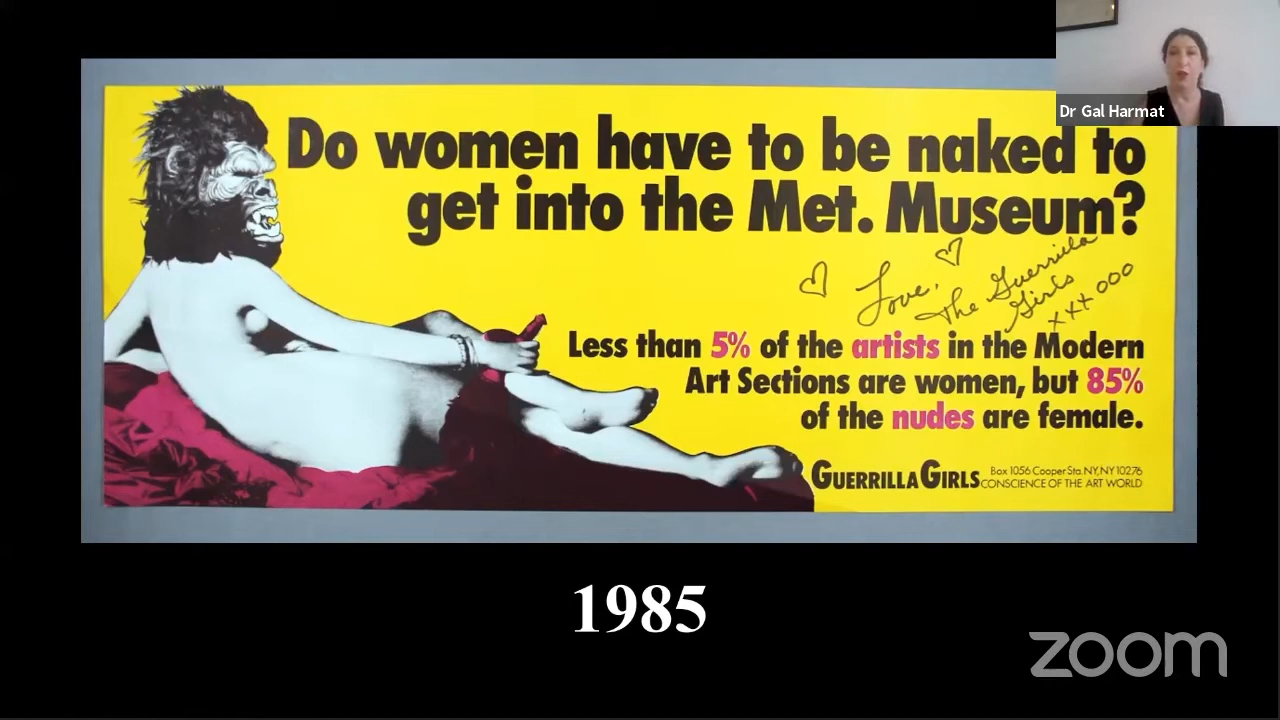 Dr Gal Harmat
Do women have to be naked to
get into the Met. Museum?
Love,
The Guerrilla
Girls
xxx ooo
Less than 5% of the artists in the Modern
Art Sections are women, but 85%
of the nudes are female.
GUERRILLA GIRLS Box 1056 Cooper Sta. NY, NY 10276
CONSCIENCE OF THE ART WORLD
1985
zoom